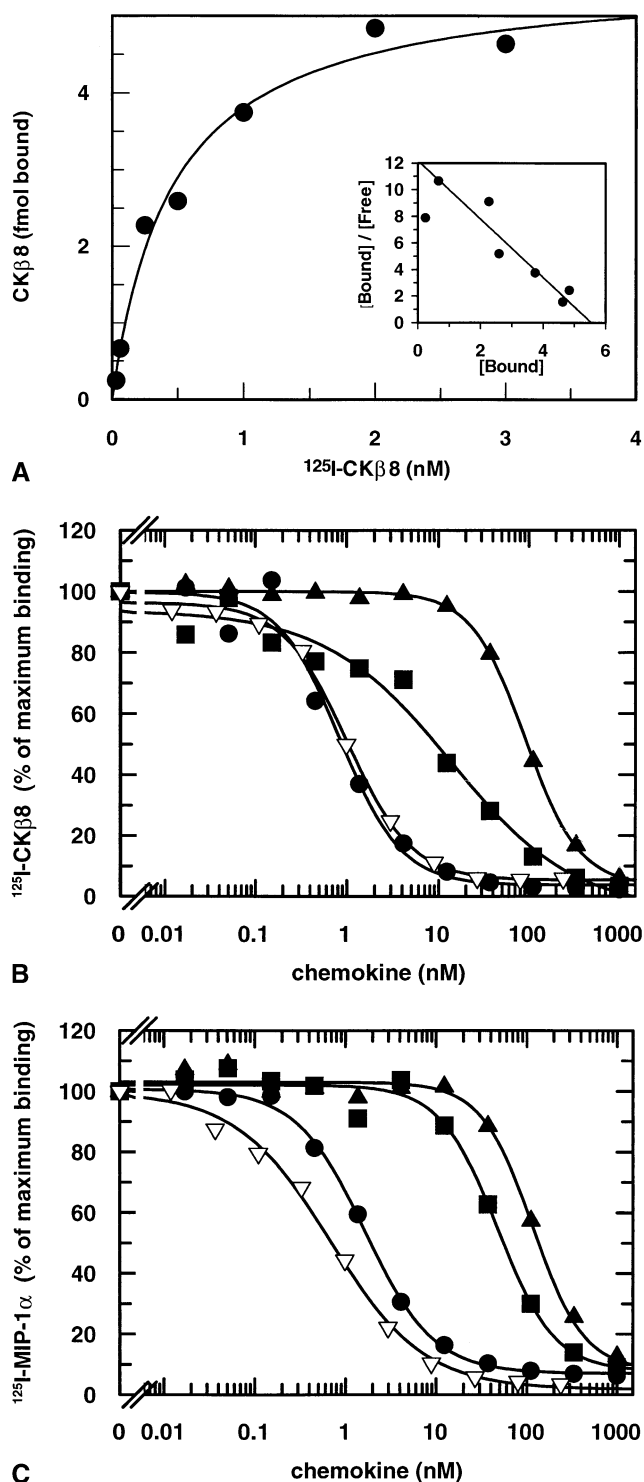 4
2
0
CKβ8 (fmol bound)
12
10
8
6
4
2
0
[Bound] / [Free]
0 2 4 6
[Bound]
0 1 2 3 4
¹²⁵I-CKβ8 (nM)
A
120
100
80
60
40
20
0
¹²⁵I-CKβ8 (% of maximum binding)
0 0.01 0.1 1 10 100 1000
chemokine (nM)
B
120
100
80
60
40
20
0
¹²⁵I-MIP-1α (% of maximum binding)
0 0.01 0.1 1 10 100 1000
chemokine (nM)
C